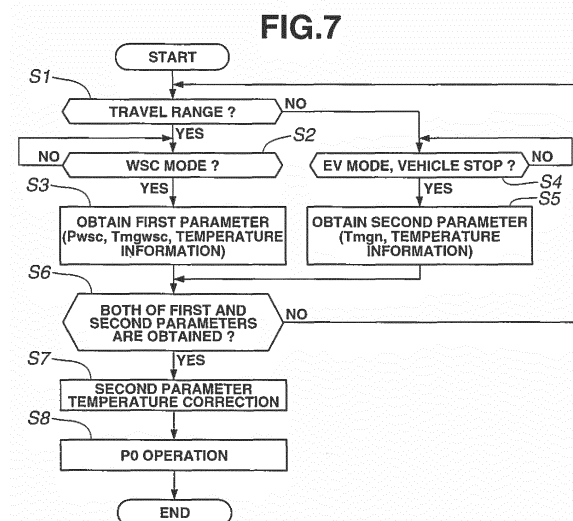 FIG.7
START
S1
TRAVEL RANGE ?
NO
YES
S2
NO
WSC MODE ?
YES
EV MODE, VEHICLE STOP ?
NO
S4
YES
S3
OBTAIN FIRST PARAMETER
(Pwsc, Tmgwsc, TEMPERATURE
INFORMATION)
S5
OBTAIN SECOND PARAMETER
(Tmgn, TEMPERATURE
INFORMATION)
S6
BOTH OF FIRST AND
SECOND PARAMETERS
ARE OBTAINED ?
NO
YES
S7
SECOND PARAMETER
TEMPERATURE CORRECTION
S8
P0 OPERATION
END